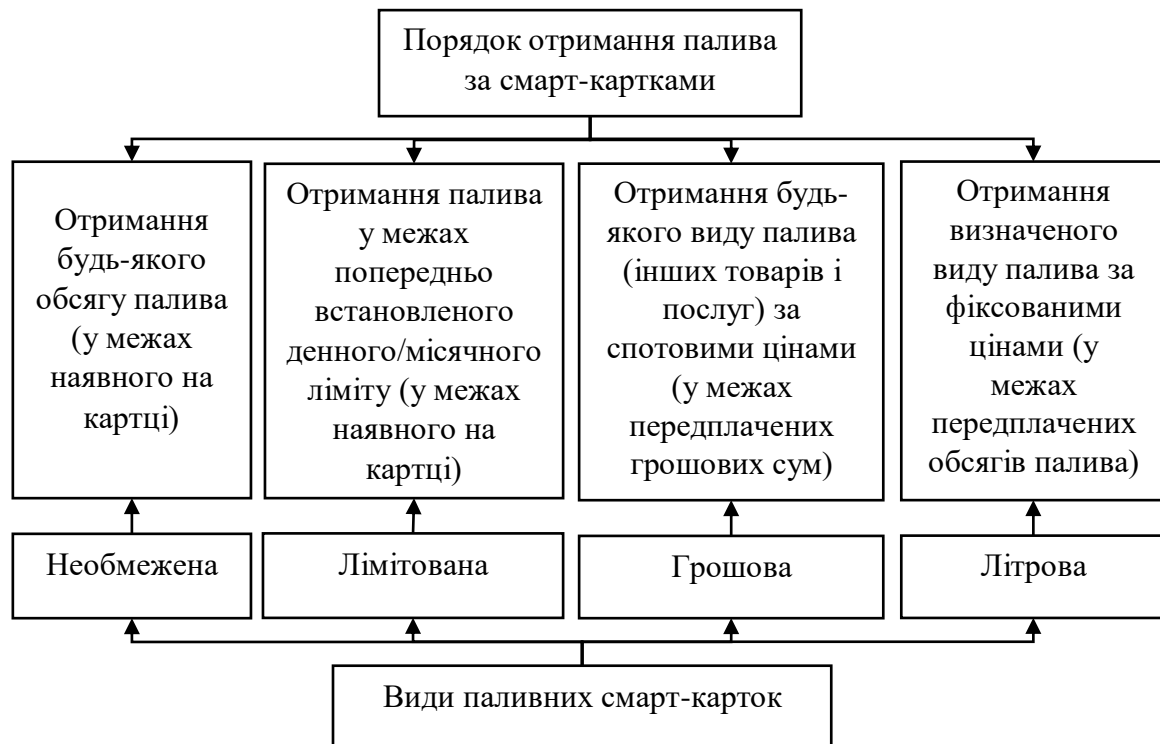 Порядок отримання палива
за смарт-картками
Отримання
будь-якого
обсягу палива
(у межах
наявного на
картці)
Отримання палива
у межах
попередньо
встановленого
денного/місячного
ліміту (у межах
наявного на
картці)
Отримання будь-
якого виду палива
(інших товарів і
послуг) за
спотовими цінами
(у межах
передплачених
грошових сум)
Отримання
визначеного
виду палива за
фіксованими
цінами (у
межах
передплачених
обсягів палива)
Необмежена
Лімітована
Грошова
Літрова
Види паливних смарт-карток